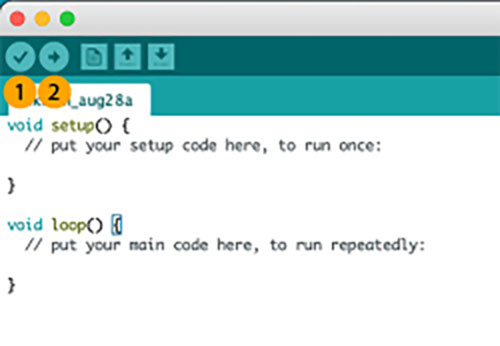 1 2
_aug28a
void setup() {
// put your setup code here, to run once:
}
void loop() {
// put your main code here, to run repeatedly:
}